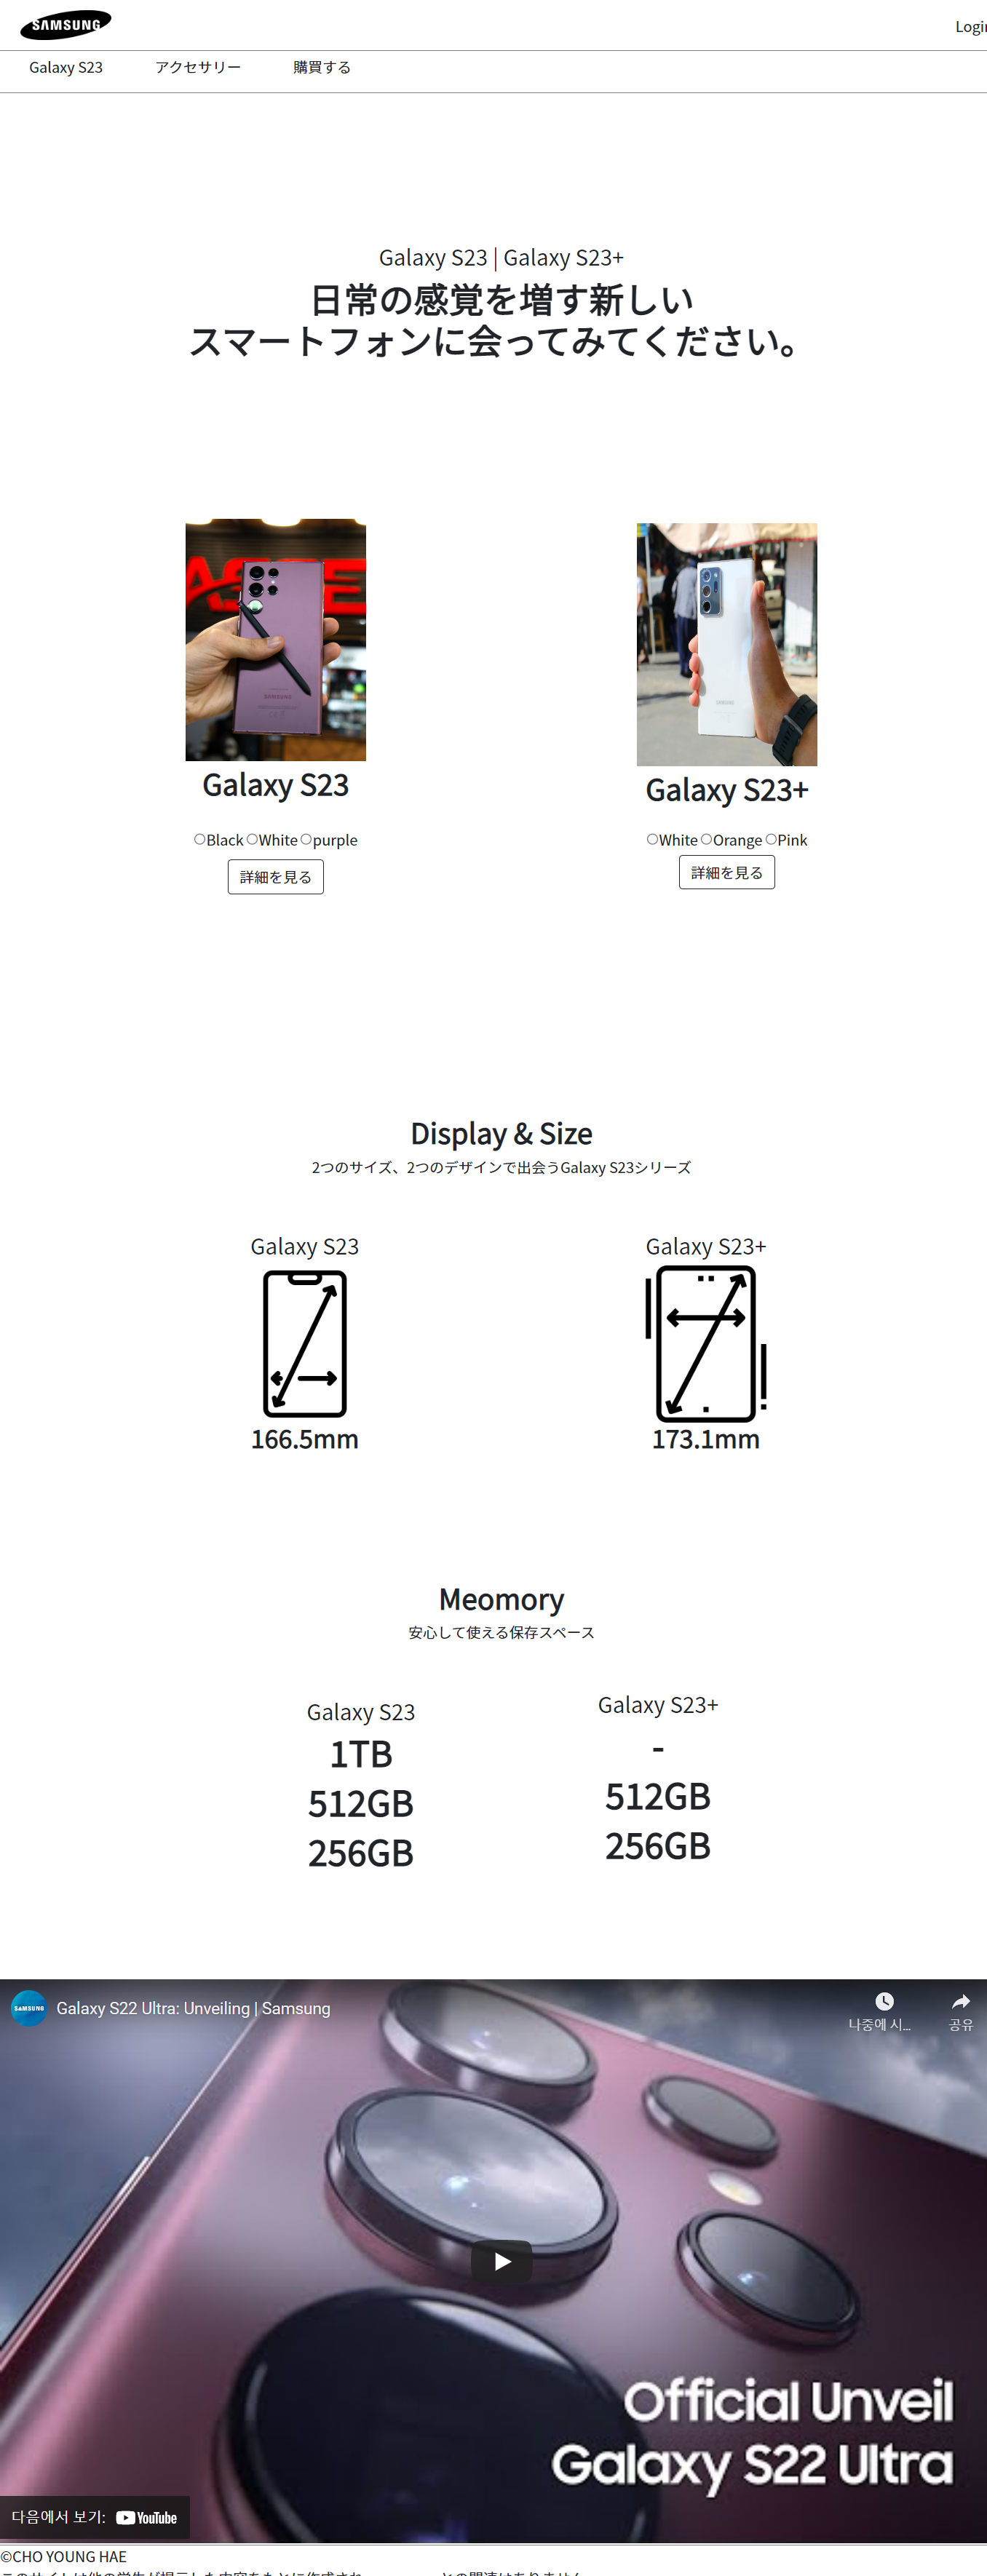 SAMSUNG
Login
Galaxy S23 アクセサリー 購買する
Galaxy S23 | Galaxy S23+
日常の感覚を増す新しい
スマートフォンに会ってみてください。
SAMSUNG
Galaxy S23
Black White purple
詳細を見る
Galaxy S23+
White Orange Pink
詳細を見る
Display & Size
2つのサイズ、2つのデザインで出会うGalaxy S23シリーズ
Galaxy S23
166.5mm
Galaxy S23+
173.1mm
Meomory
安心して使える保存スペース
Galaxy S23
1TB
512GB
256GB
Galaxy S23+
-
512GB
256GB
SAMSUNG
Galaxy S22 Ultra: Unveiling | Samsung
나중에 시...
공유
Official Unveil
Galaxy S22 Ultra
다음에서 보기: YouTube
©CHO YOUNG HAE